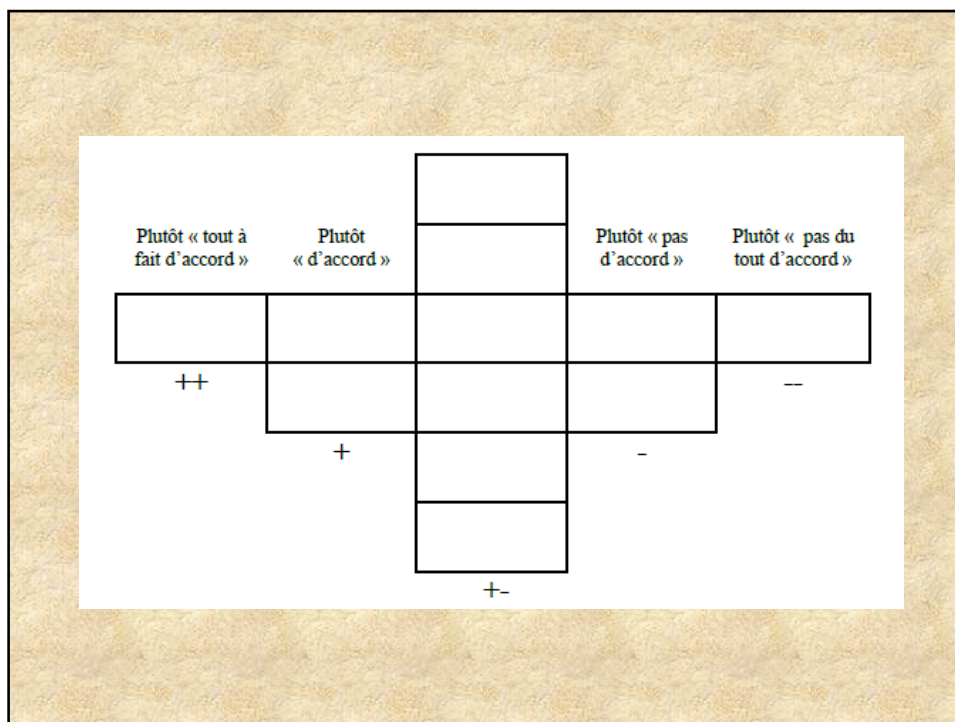 Plutôt « tout à
fait d'accord »
Plutôt
« d'accord »
Plutôt « pas
d'accord »
Plutôt «  pas du
tout d'accord »
++
--
+
-
+-